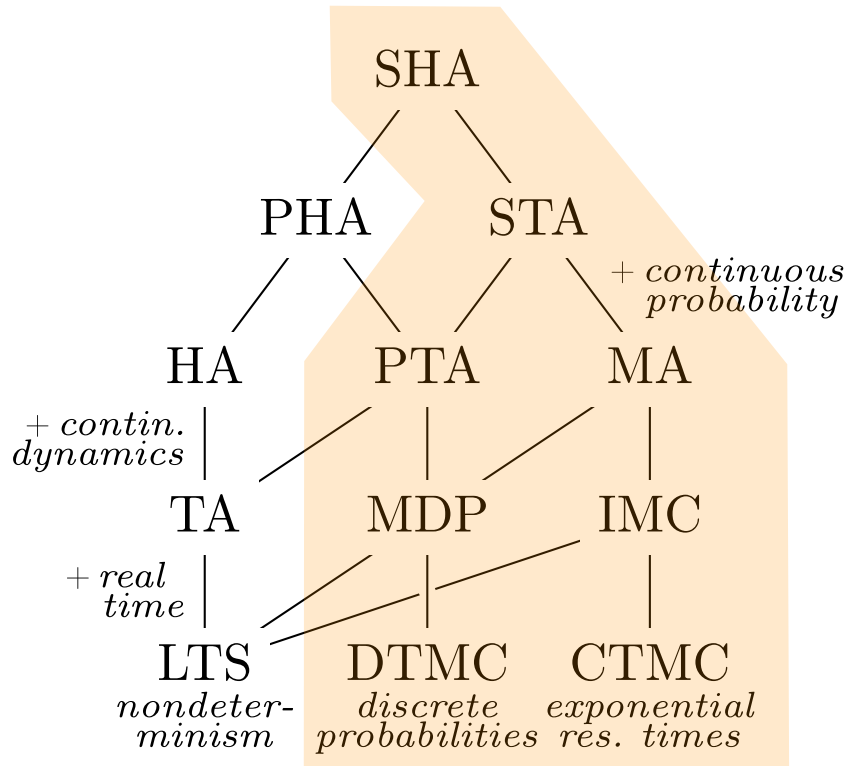 SHA
PHA STA
+ continuous
probability
HA PTA MA
+ contin.
dynamics
TA MDP IMC
+ real
time
LTS DTMC CTMC
nondeter- discrete exponential
minism probabilities res. times